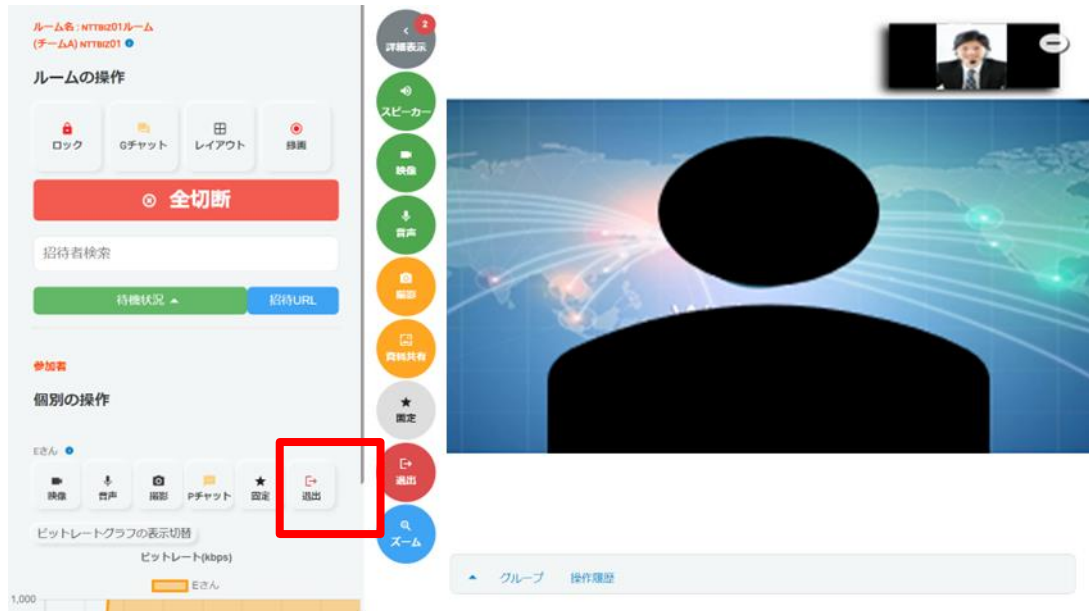 ルーム名 : NTTBIZ01ルーム
(チームA) NTTBIZ01
ルームの操作
ロック
Gチャット
レイアウト
録画
全切断
招待者検索
待機状況
招待URL
参加者
個別の操作
Eさん
映像
音声
撮影
Pチャット
固定
退出
ビットレートグラフの表示切替
ビットレート(kbps)
Eさん
1,000
2
詳細表示
スピーカー
映像
音声
撮影
資料共有
固定
退出
ズーム
グループ
操作履歴